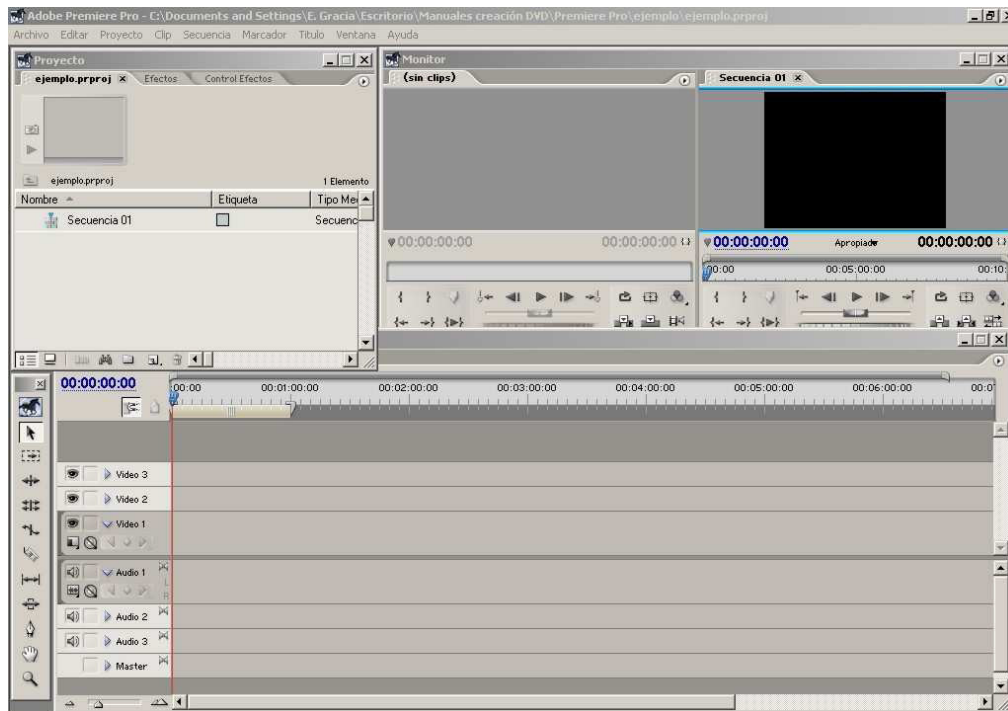 Adobe Premiere Pro - C:\Documents and Settings\E. Gracia\Escritorio\Manuales creación DVD\Premiere Pro\ejemplo\ejemplo.prproj
Archivo Editar Proyecto Clip Secuencia Marcador Titulo Ventana Ayuda
Proyecto
ejemplo.prproj Efectos Control Efectos
ejemplo.prproj 1 Elemento
Nombre Etiqueta Tipo Me
Secuencia 01 Secuenc
Monitor
(sin clips)
00:00:00:00 00:00:00:00
Secuencia 01
00:00:00:00 Apropiado 00:00:00:00
00:00 00:05:00:00 00:10
00:00:00:00
00:00 00:01:00:00 00:02:00:00 00:03:00:00 00:04:00:00 00:05:00:00 00:06:00:00 00:0
Video 3
Video 2
Video 1
Audio 1
L
R
Audio 2
Audio 3
Master